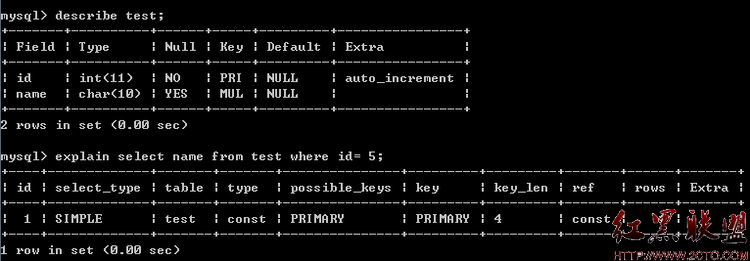 mysql> describe test;
+-------+----------+------+-----+---------+----------------+
| Field | Type | Null | Key | Default | Extra |
+-------+----------+------+-----+---------+----------------+
| id | int(11) | NO | PRI | NULL | auto_increment |
| name | char(10) | YES | MUL | NULL | |
+-------+----------+------+-----+---------+----------------+
2 rows in set (0.00 sec)
mysql> explain select name from test where id= 5;
+----+-------------+-------+-------+---------------+---------+---------+-------+------+-------+
| id | select_type | table | type | possible_keys | key | key_len | ref | rows | Extra |
+----+-------------+-------+-------+---------------+---------+---------+-------+------+-------+
| 1 | SIMPLE | test | const | PRIMARY | PRIMARY | 4 | const
+----+-------------+-------+-------+---------------+---------+---------+-------
1 row in set (0.00 sec)
红黑联盟
HTTP://WWW.2CTO.COM